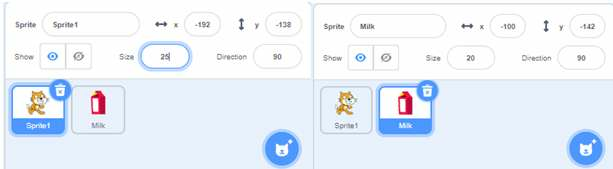 Sprite Sprite1 x -192 y -138
Show Size 25 Direction 90
Sprite1 Milk
Sprite Milk x -100 y -142
Show Size 20 Direction 90
Sprite1 Milk